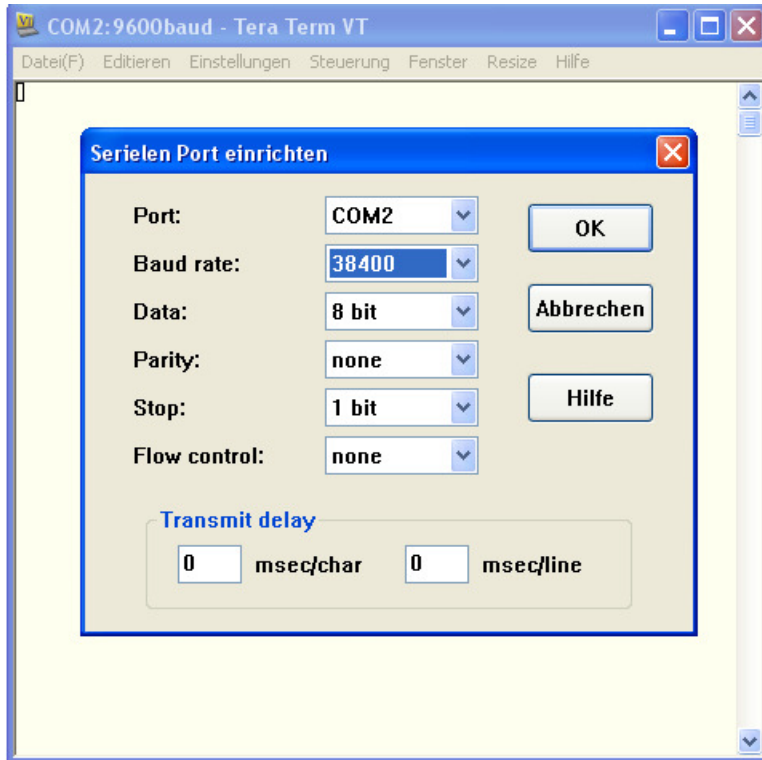 COM2:9600baud - Tera Term VT
Datei(F) Editieren Einstellungen Steuerung Fenster Resize Hilfe
Serielen Port einrichten
Port: COM2 OK
Baud rate: 38400
Data: 8 bit Abbrechen
Parity: none
Stop: 1 bit Hilfe
Flow control: none
Transmit delay
0 msec/char 0 msec/line